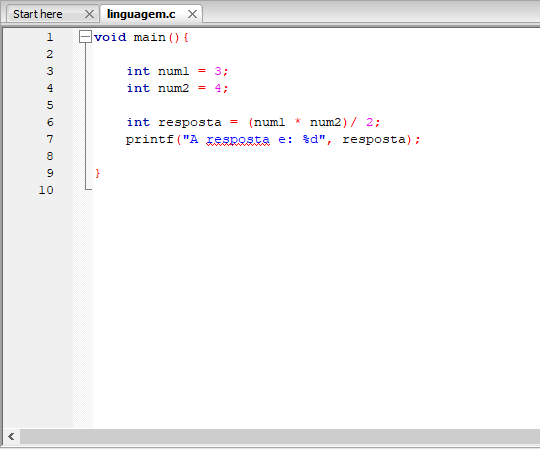 Start here
linguagem.c
1 void main(){
2
3 int num1 = 3;
4 int num2 = 4;
5
6 int resposta = (num1 * num2)/ 2;
7 printf("A resposta e: %d", resposta);
8
9 }
10